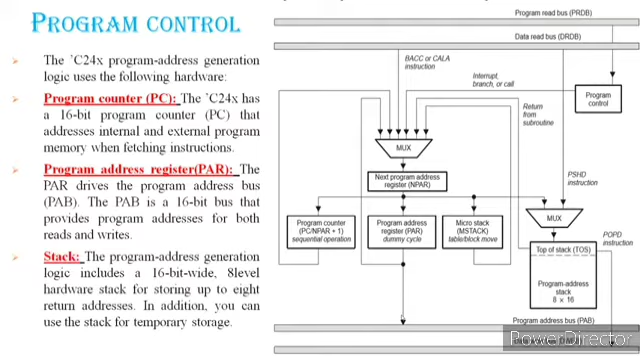 PROGRAM CONTROL
The `C24x program-address generation
logic uses the following hardware:
Program counter (PC): The `C24x has
a 16-bit program counter (PC) that
addresses internal and external program
memory when fetching instructions.
Program address register(PAR): The
PAR drives the program address bus
(PAB). The PAB is a 16-bit bus that
provides program addresses for both
reads and writes.
Stack: The program-address generation
logic includes a 16-bit-wide, 8level
hardware stack for storing up to eight
return addresses. In addition, you can
use the stack for temporary storage.
Program read bus (PRDB)
Data read bus (DRDB)
BACC or CALA
instruction
Interrupt,
branch, or call
Program
control
Return
from
subroutine
MUX
Next program address
register (NPAR)
PSHD
instruction
Program counter
(PC/NPAR + 1)
sequential operation
Program address
register (PAR)
dummy cycle
Micro stack
(MSTACK)
table/block move
MUX
POPD
instruction
Top of stack (TOS)
Program-address
stack
8 × 16
Program address bus (PAB)
PowerDirector